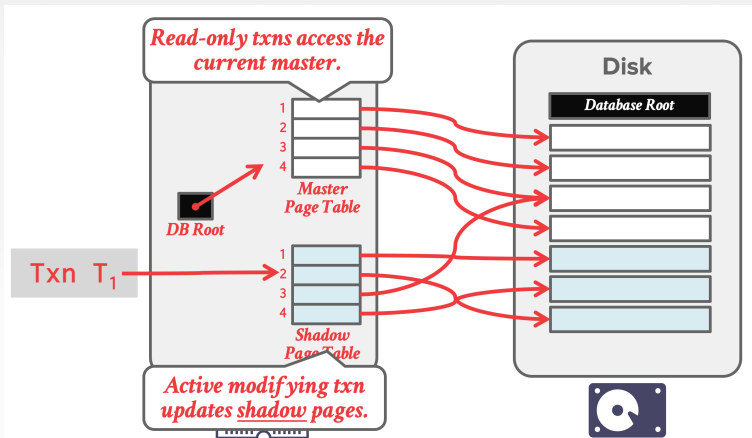 Read-only txns access the
current master.
Disk
Database Root
1
2
3
4
Master
Page Table
DB Root
Txn T₁
1
2
3
4
Shadow
Page Table
Active modifying txn
updates shadow pages.